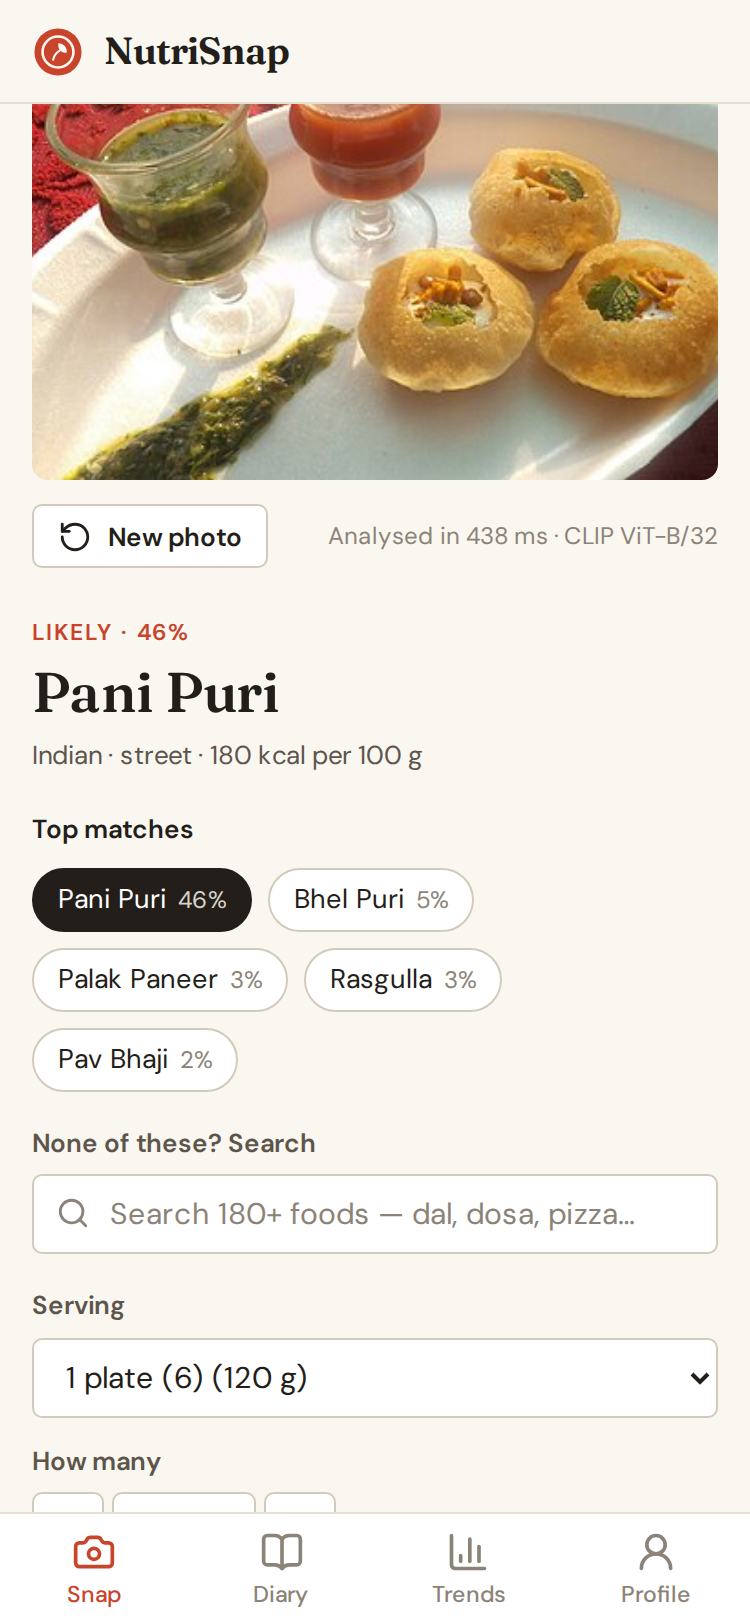 NutriSnap
New photo
Analysed in 438 ms · CLIP ViT-B/32
LIKELY · 46%
Pani Puri
Indian · street · 180 kcal per 100 g
Top matches
Pani Puri 46% Bhel Puri 5%
Palak Paneer 3% Rasgulla 3%
Pav Bhaji 2%
None of these? Search
Search 180+ foods — dal, dosa, pizza...
Serving
1 plate (6) (120 g)
How many
Snap Diary Trends Profile